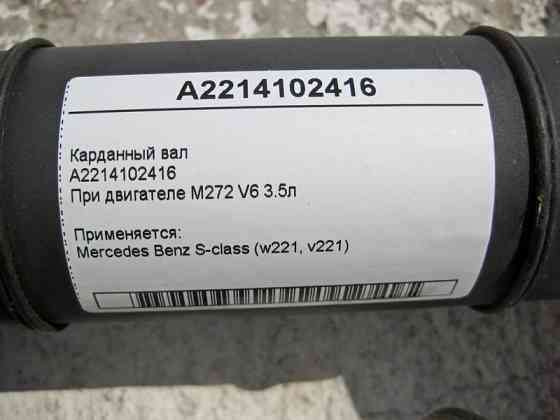 A2214102416
Карданный вал
A2214102416
При двигателе M272 V6 3.5л
Применяется:
Mercedes Benz S-class (w221, v221)